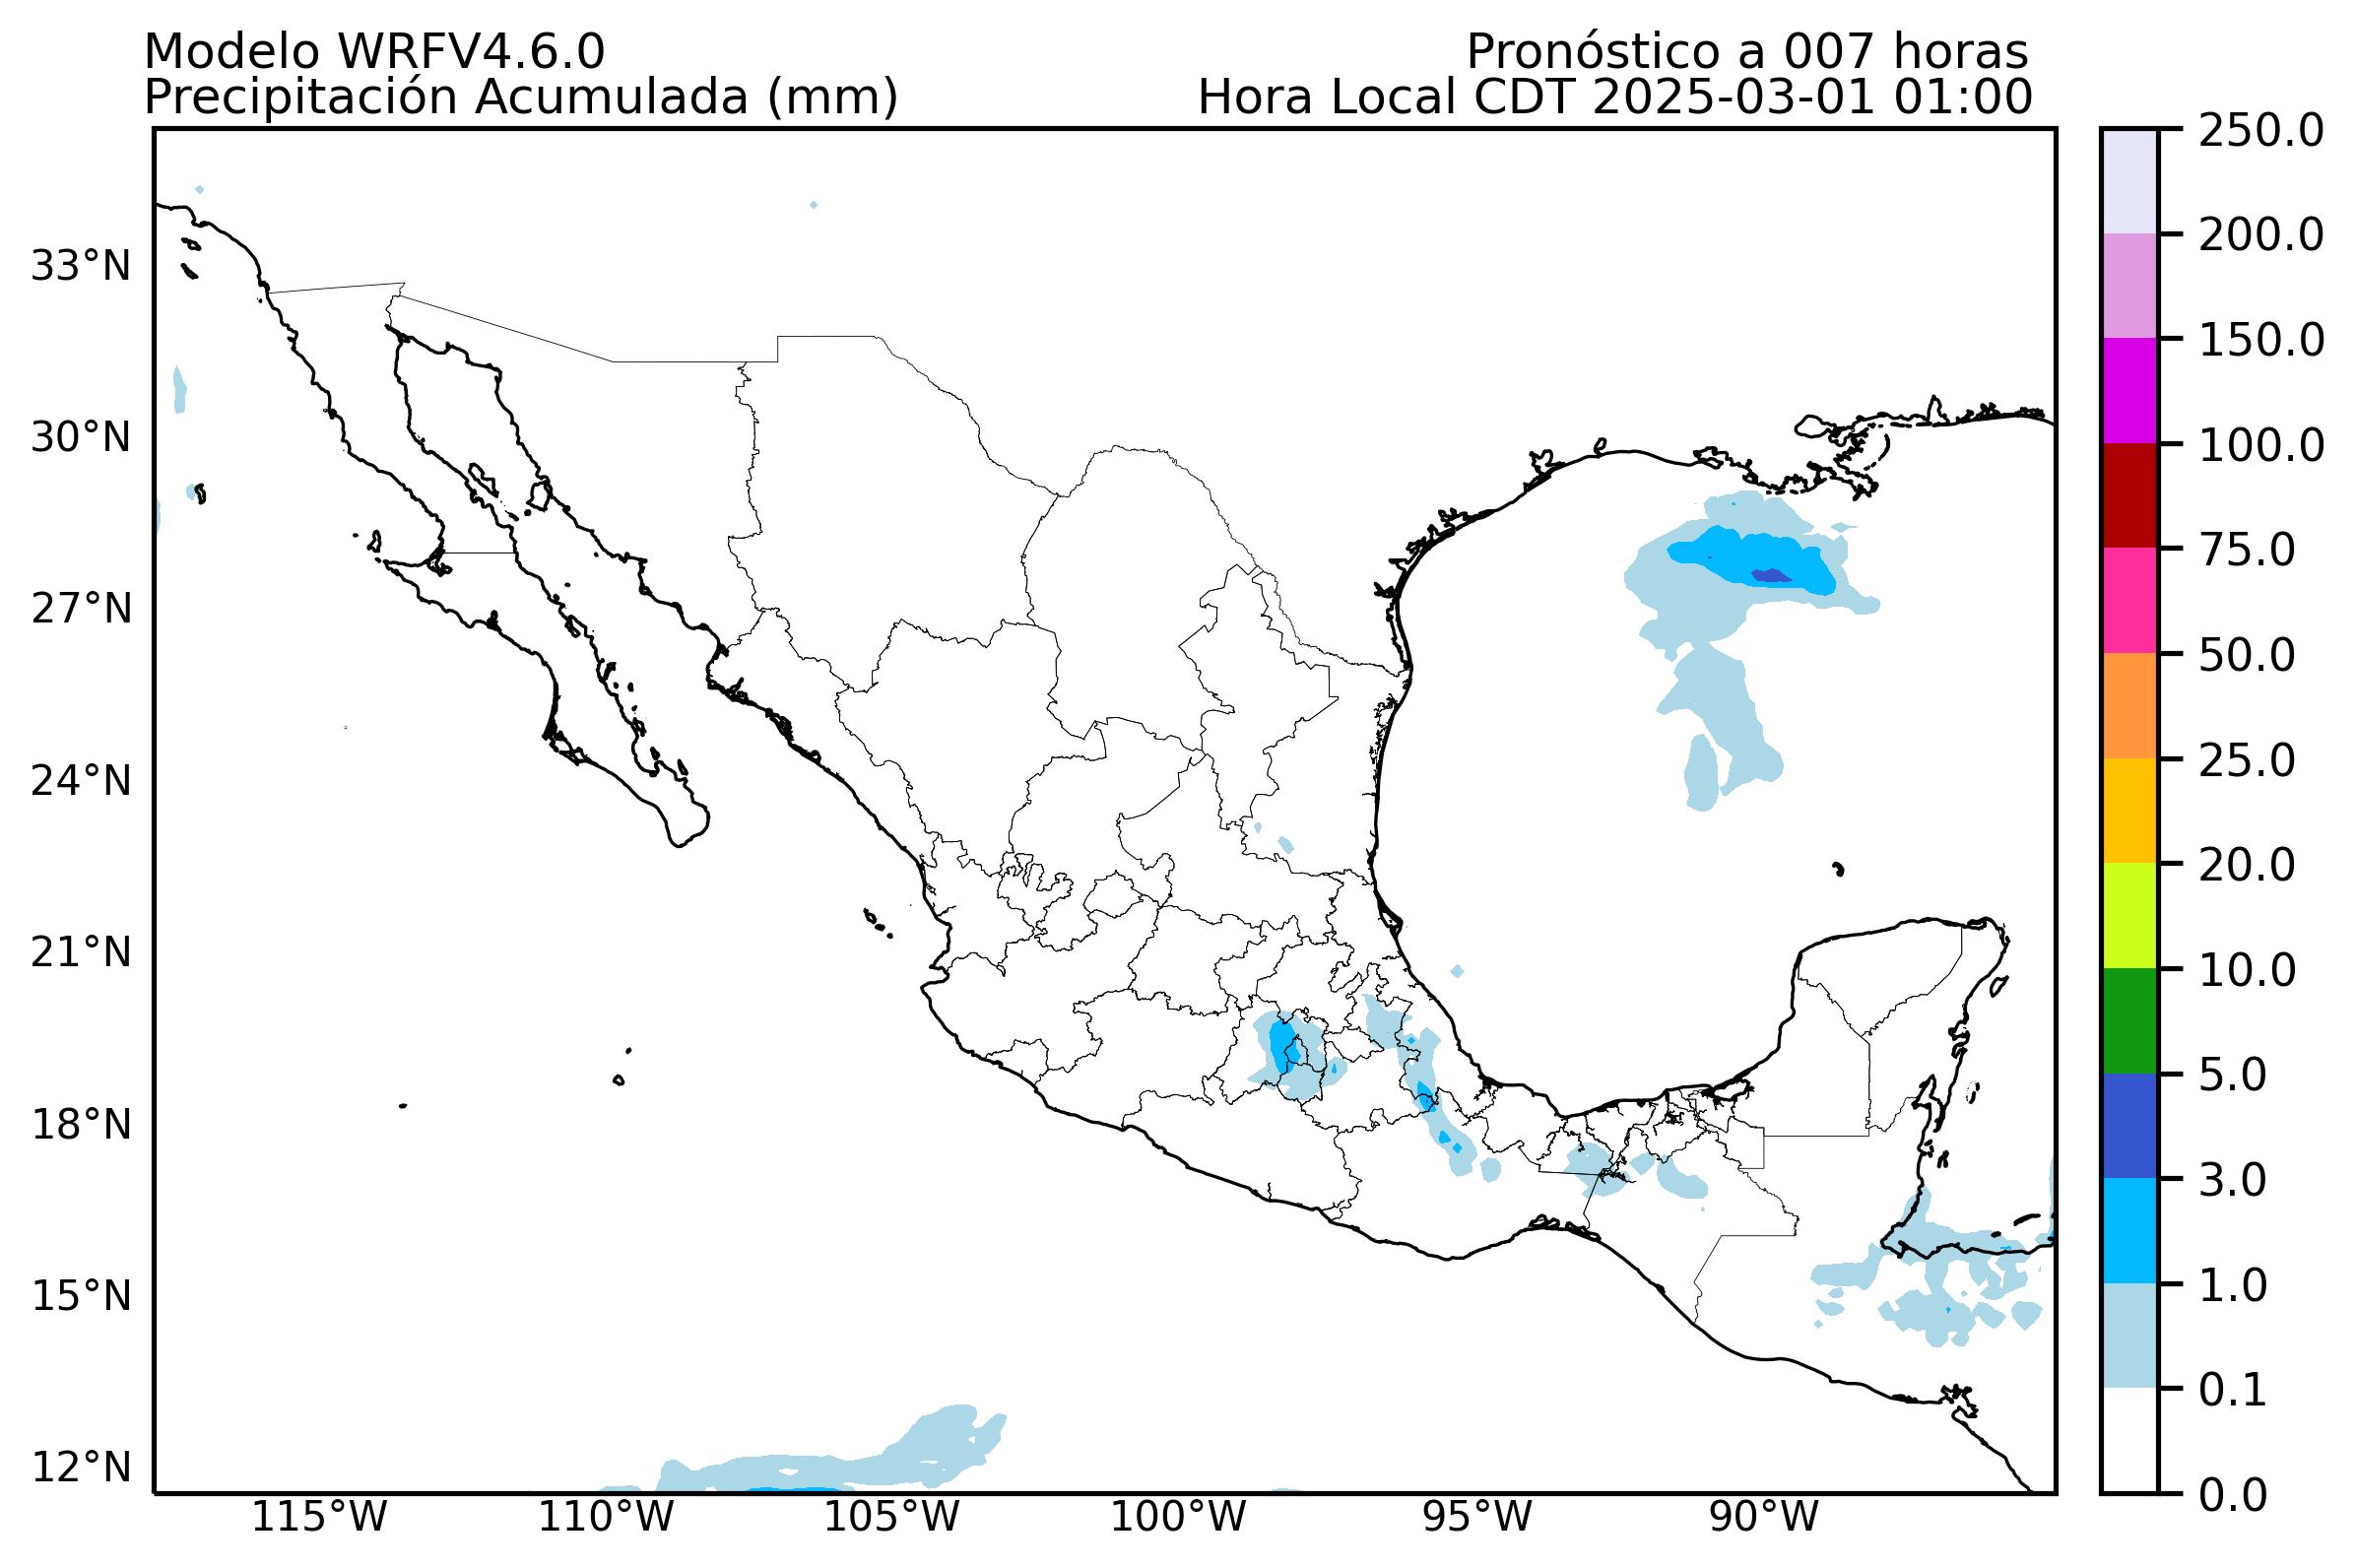 Modelo WRFV4.6.0
Pronóstico a 007 horas
Precipitación Acumulada (mm)
Hora Local CDT 2025-03-01 01:00
33°N
30°N
27°N
24°N
21°N
18°N
15°N
12°N
115°W
110°W
105°W
100°W
95°W
90°W
250.0
200.0
150.0
100.0
75.0
50.0
25.0
20.0
10.0
5.0
3.0
1.0
0.1
0.0